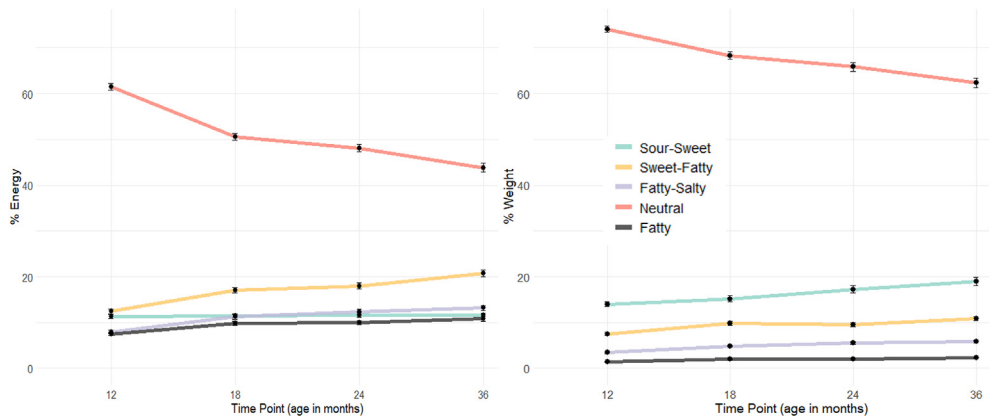 % Energy
60
40
20
0
12 18 24 36
Time Point (age in months)
% Weight
60
40
20
0
Sour-Sweet
Sweet-Fatty
Fatty-Salty
Neutral
Fatty
12 18 24 36
Time Point (age in months)